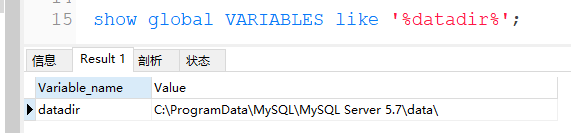 15 show global VARIABLES like '%datadir%';
信息 Result 1 剖析 状态
Variable_name Value
datadir C:\ProgramData\MySQL\MySQL Server 5.7\data\